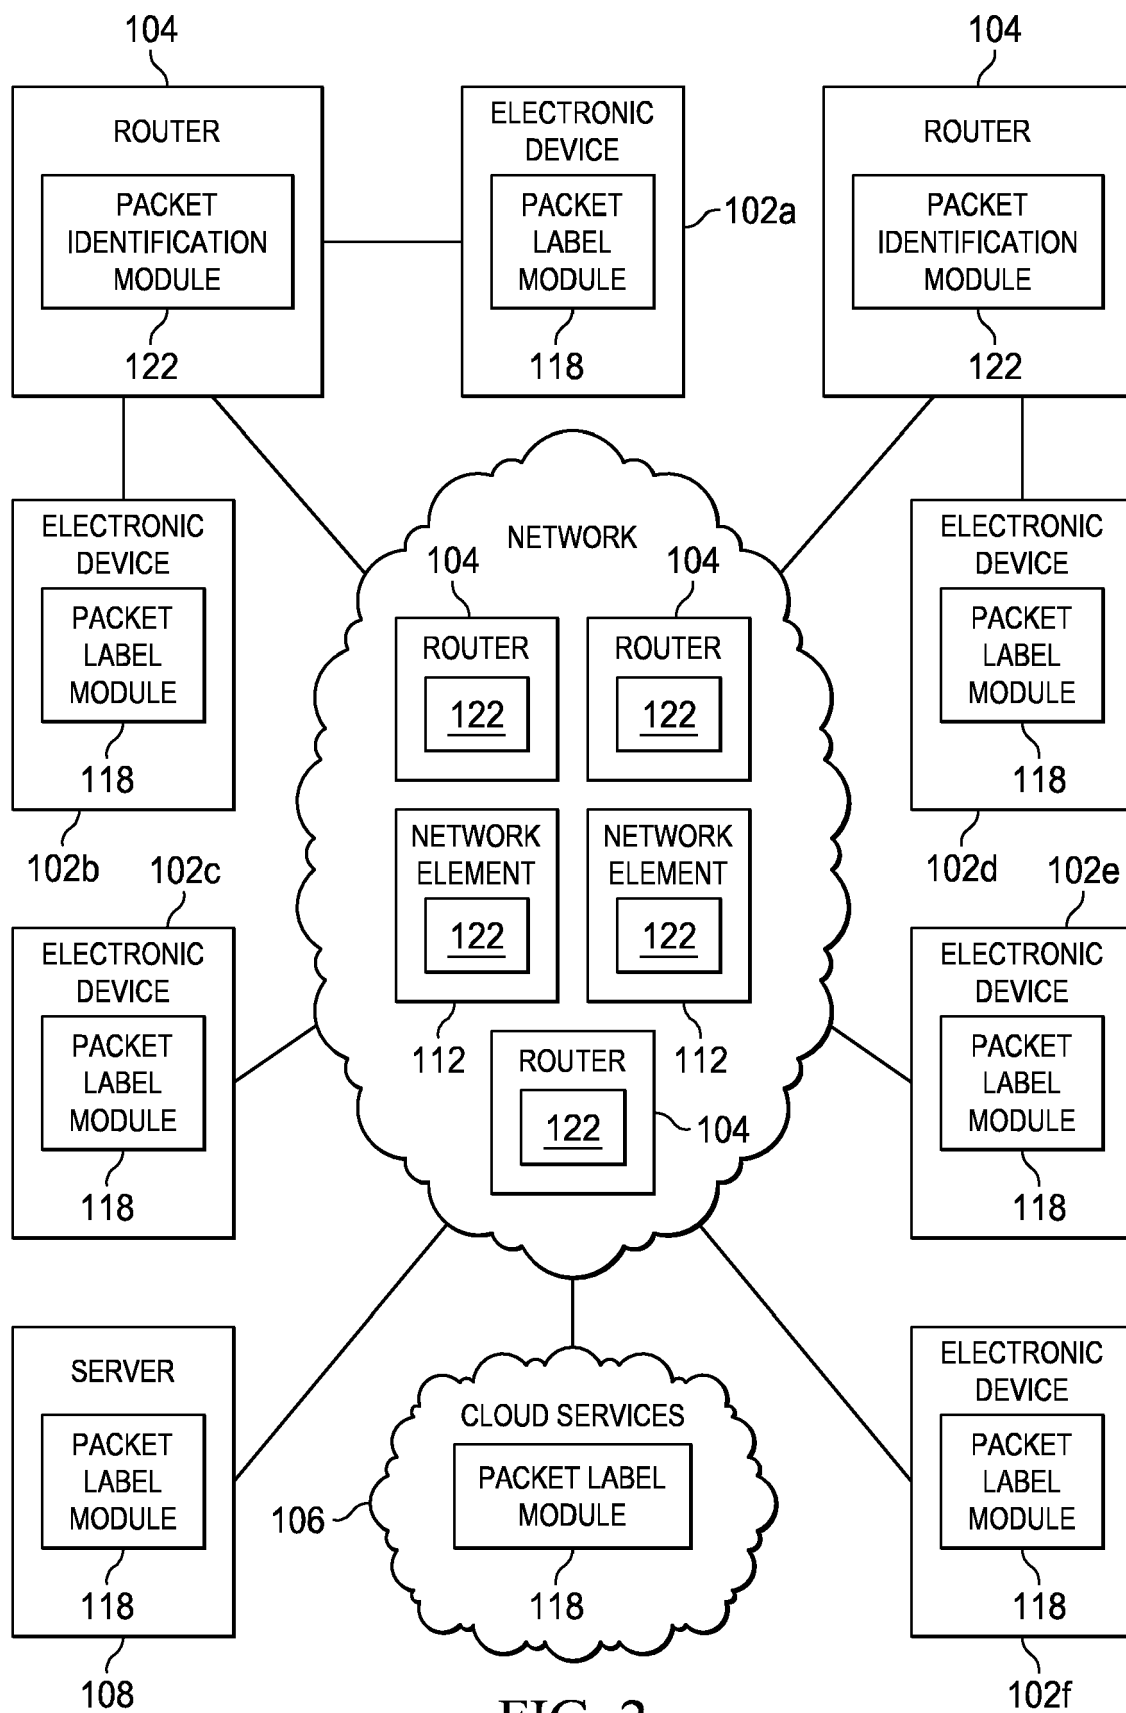 104
104
ROUTER
PACKET
IDENTIFICATION
MODULE
122
ELECTRONIC
DEVICE
PACKET
LABEL
MODULE
118
102a
ROUTER
PACKET
IDENTIFICATION
MODULE
122
ELECTRONIC
DEVICE
PACKET
LABEL
MODULE
118
102b
NETWORK
104
104
ROUTER
122
ROUTER
122
NETWORK
ELEMENT
122
NETWORK
ELEMENT
122
112
112
ROUTER
122
104
ELECTRONIC
DEVICE
PACKET
LABEL
MODULE
118
102d
102c
ELECTRONIC
DEVICE
PACKET
LABEL
MODULE
118
102e
ELECTRONIC
DEVICE
PACKET
LABEL
MODULE
118
SERVER
PACKET
LABEL
MODULE
118
108
CLOUD SERVICES
PACKET LABEL
MODULE
118
106
ELECTRONIC
DEVICE
PACKET
LABEL
MODULE
118
102f